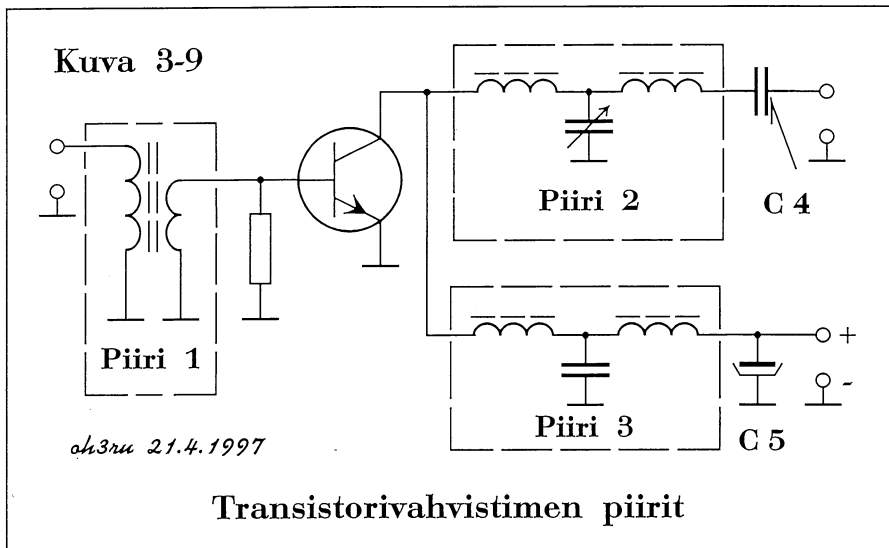 Kuva 3-9
Piiri 2
C 4
Piiri 1
+
-
Piiri 3
C 5
oh3ru 21.4.1997
Transistorivahvistimen piirit